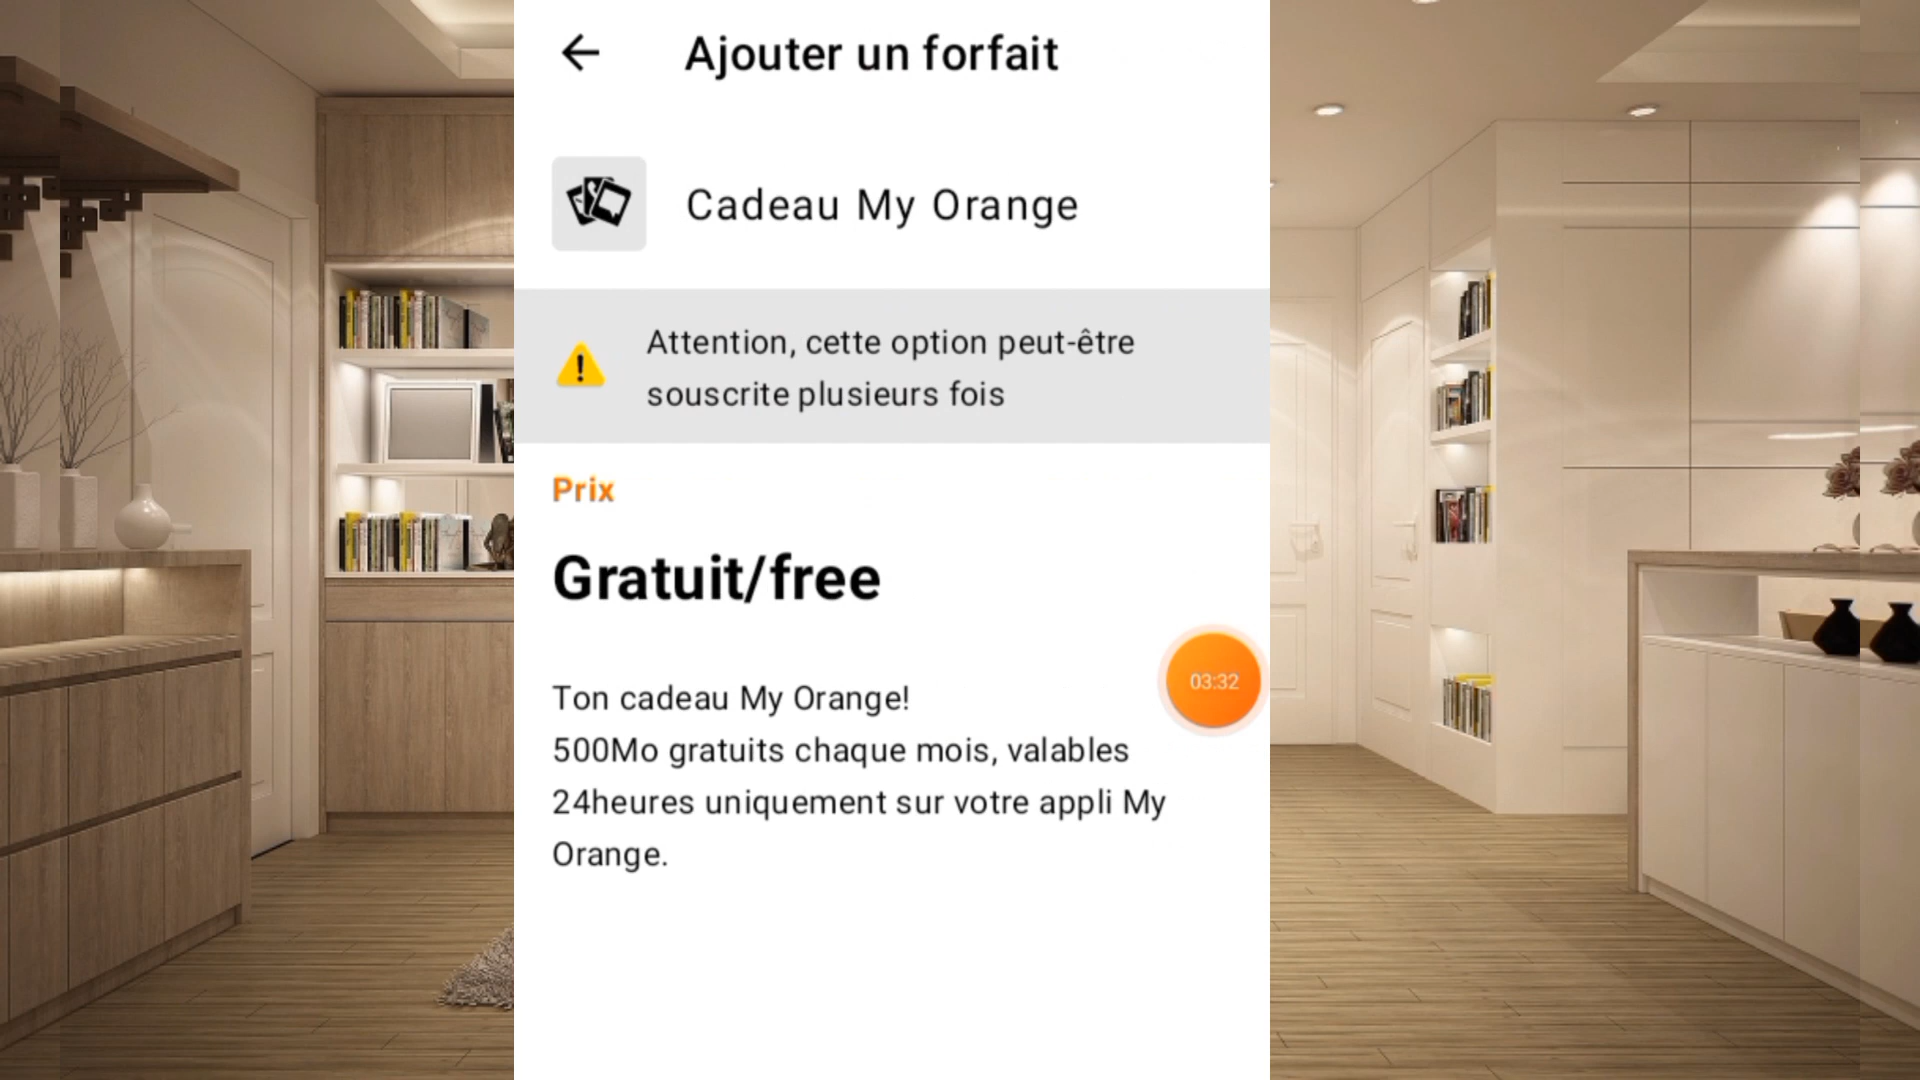 Ajouter un forfait
Cadeau My Orange
Attention, cette option peut-être
souscrite plusieurs fois
Prix
Gratuit/free
03:32
Ton cadeau My Orange!
500Mo gratuits chaque mois, valables
24heures uniquement sur votre appli My
Orange.